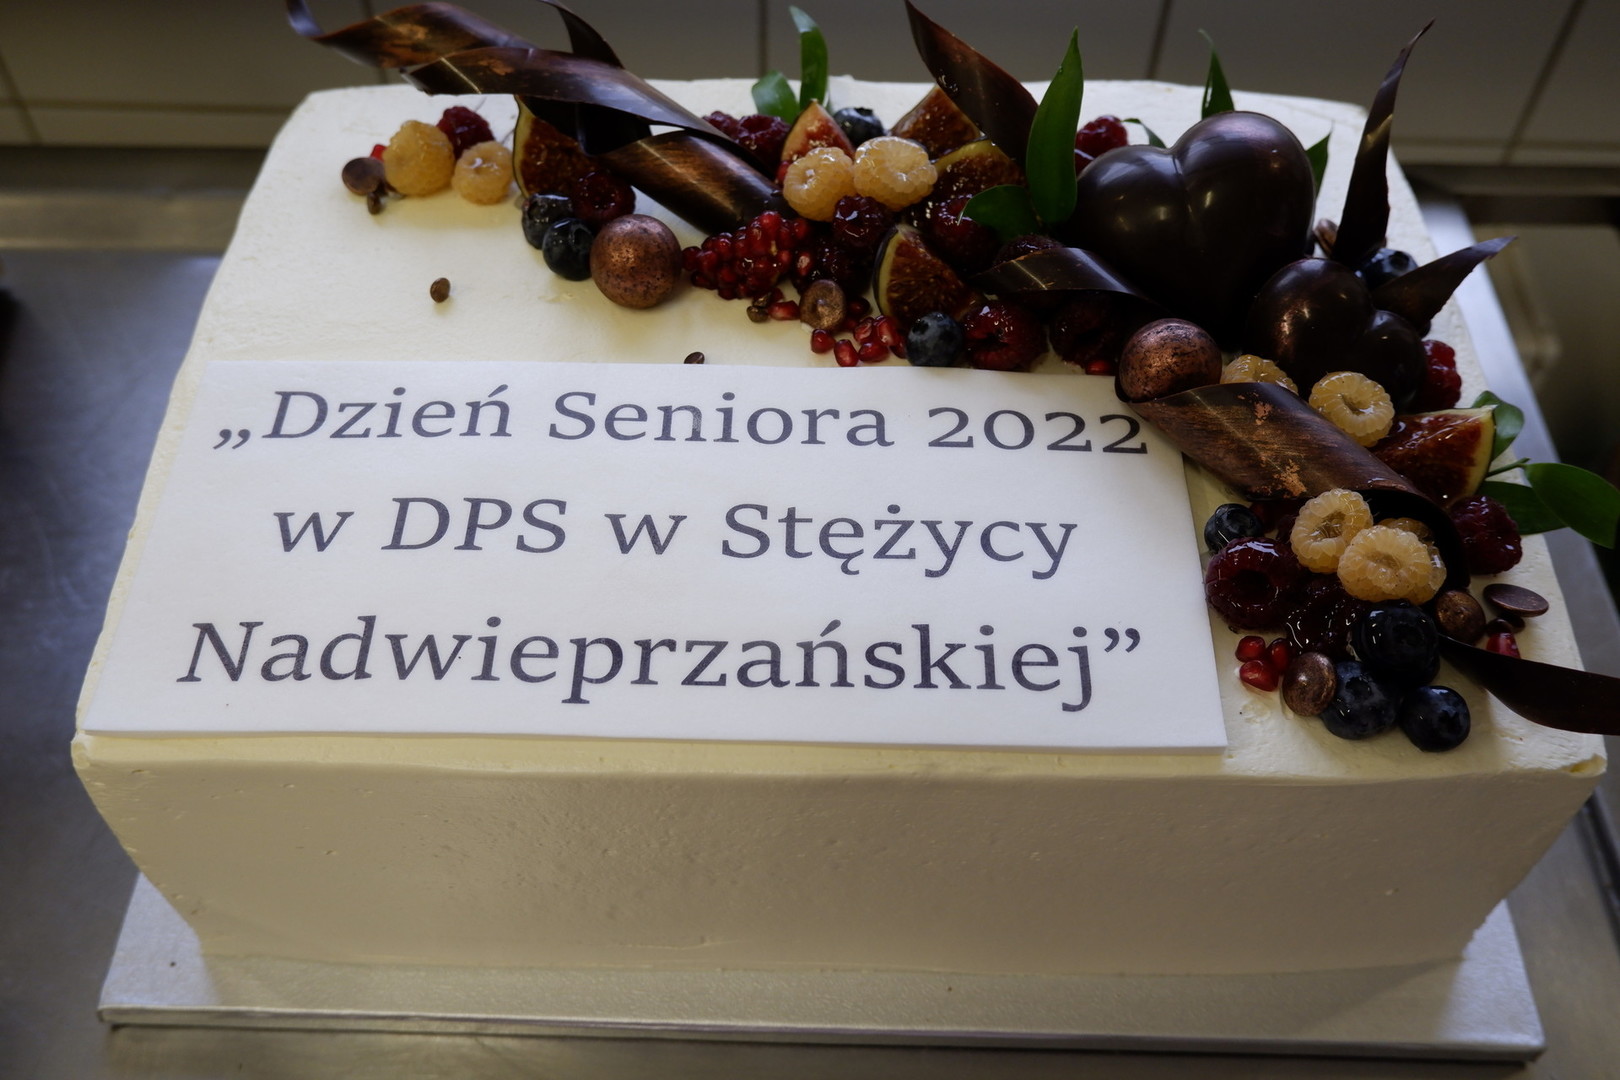 „Dzień Seniora 2022
w DPS w Stężycy
Nadwieprzańskiej”